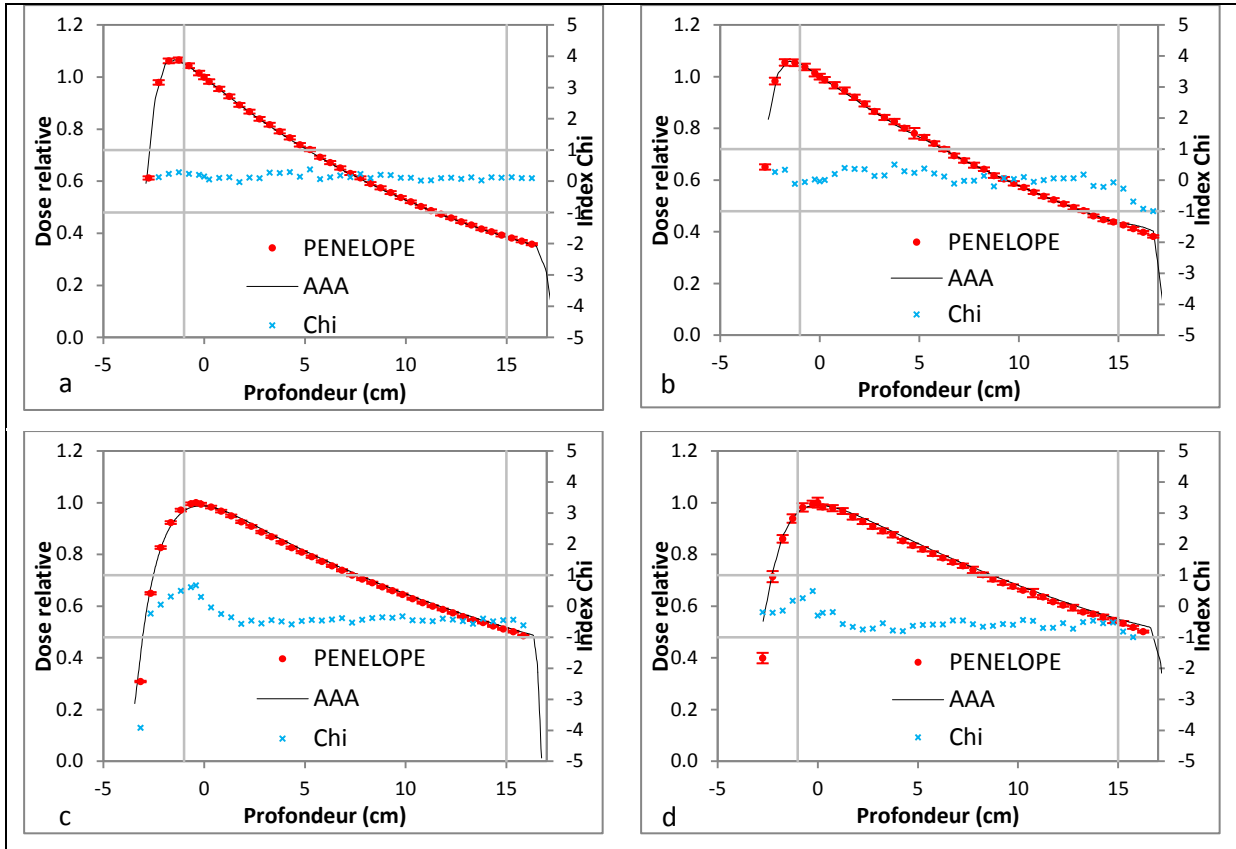 1.2
1.0
0.8
0.6
0.4
0.2
0.0
Dose relative
5
4
3
2
1
0
-1
-2
-3
-4
-5
Index Chi
PENELOPE
AAA
Chi
-5 0 5 10 15
Profondeur (cm)
a
1.2
1.0
0.8
0.6
0.4
0.2
0.0
Dose relative
5
4
3
2
1
0
-1
-2
-3
-4
-5
Index Chi
PENELOPE
AAA
Chi
-5 0 5 10 15
Profondeur (cm)
b
1.2
1.0
0.8
0.6
0.4
0.2
0.0
Dose relative
5
4
3
2
1
0
-1
-2
-3
-4
-5
Index Chi
PENELOPE
AAA
Chi
-5 0 5 10 15
Profondeur (cm)
c
1.2
1.0
0.8
0.6
0.4
0.2
0.0
Dose relative
5
4
3
2
1
0
-1
-2
-3
-4
-5
Index Chi
PENELOPE
AAA
Chi
-5 0 5 10 15
Profondeur (cm)
d